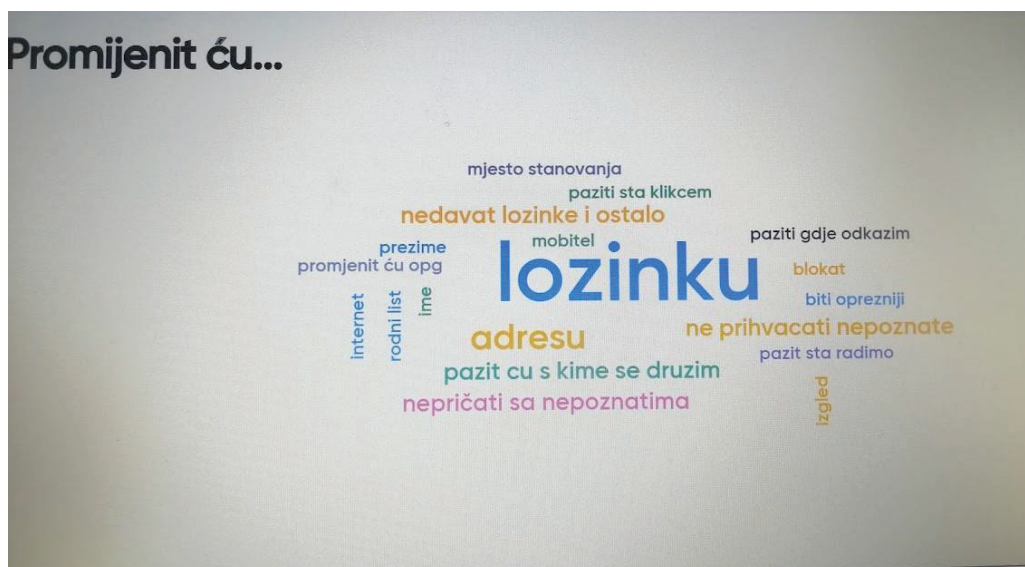 Promijenit ću...
mjesto stanovanja
paziti sta klikcem
nedavat lozinke i ostalo
mobitel
paziti gdje odkazim
prezime
lozinku
promjenit ću opg
blokat
internet
rodni list
ime
biti oprezniji
adresu
ne prihvacati nepoznate
pazit sta radimo
pazit cu s kime se druzim
izgled
nepričati sa nepoznatima